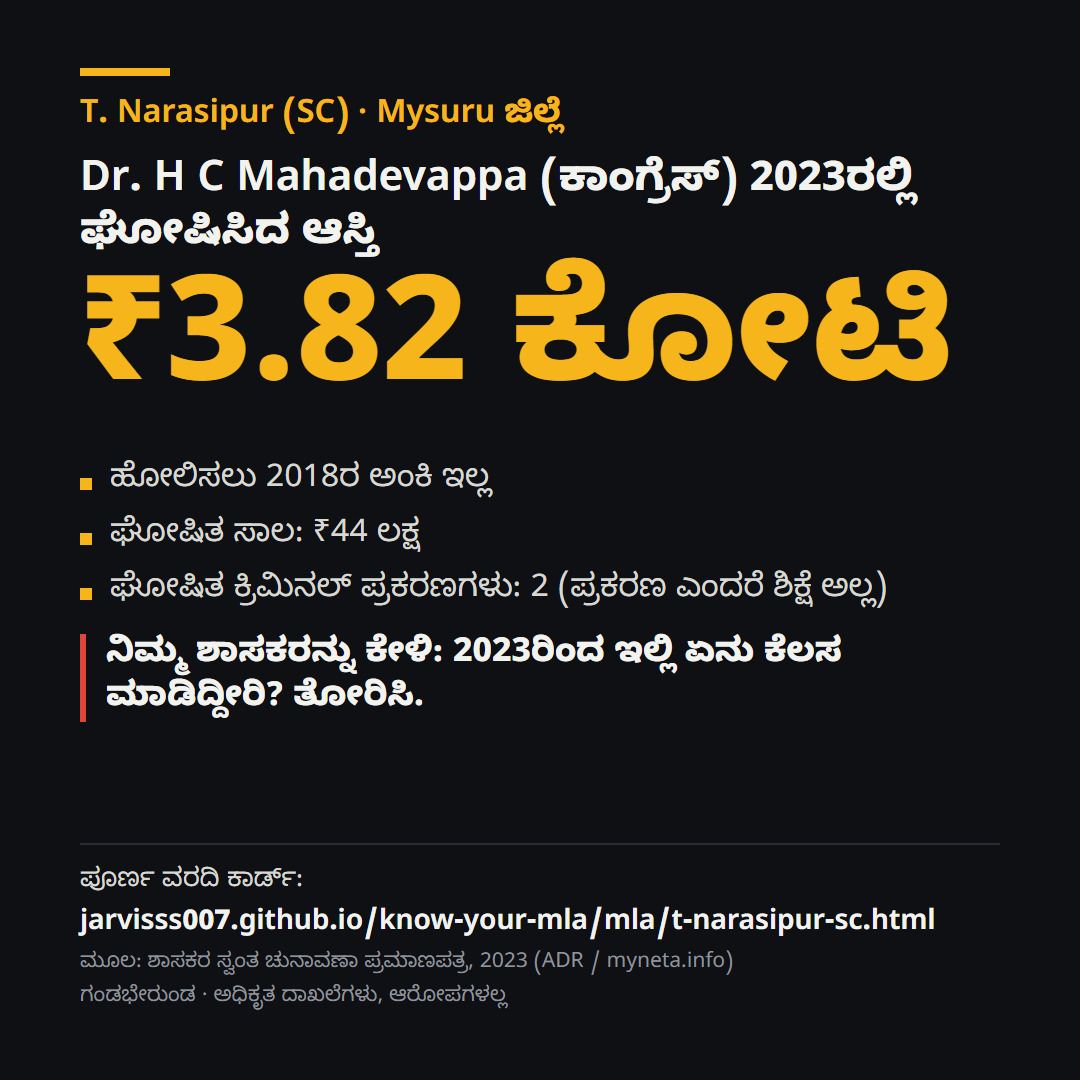 T. Narasipur (SC) · Mysuru ಜಿಲ್ಲೆ
Dr. H C Mahadevappa (ಕಾಂಗ್ರೆಸ್) 2023ರಲ್ಲಿ
ಘೋಷಿಸಿದ ಆಸ್ತಿ
₹3.82 ಕೋಟಿ
ಹೋಲಿಸಲು 2018ರ ಅಂಕಿ ಇಲ್ಲ
ಘೋಷಿತ ಸಾಲ: ₹44 ಲಕ್ಷ
ಘೋಷಿತ ಕ್ರಿಮಿನಲ್ ಪ್ರಕರಣಗಳು: 2 (ಪ್ರಕರಣ ಎಂದರೆ ಶಿಕ್ಷೆ ಅಲ್ಲ)
ನಿಮ್ಮ ಶಾಸಕರನ್ನು ಕೇಳಿ: 2023ರಿಂದ ಇಲ್ಲಿ ಏನು ಕೆಲಸ
ಮಾಡಿದ್ದೀರಿ? ತೋರಿಸಿ.
ಪೂರ್ಣ ವರದಿ ಕಾರ್ಡ್:
jarvisss007.github.io/know-your-mla/mla/t-narasipur-sc.html
ಮೂಲ: ಶಾಸಕರ ಸ್ವಂತ ಚುನಾವಣಾ ಪ್ರಮಾಣಪತ್ರ, 2023 (ADR / myneta.info)
ಗಂಡಭೇರುಂಡ · ಅಧಿಕೃತ ದಾಖಲೆಗಳು, ಆರೋಪಗಳಲ್ಲ